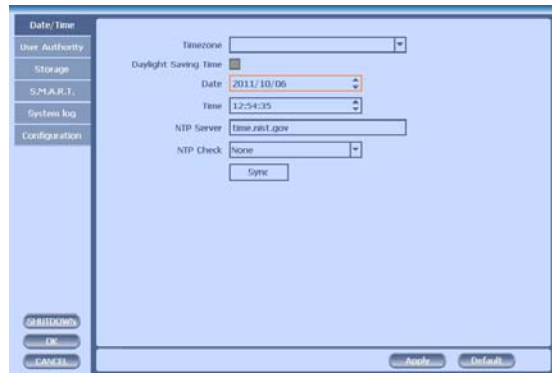 Date/Time
User Authority
Storage
S.M.A.R.T.
System log
Configuration
Timezone
Daylight Saving Time
Date 2011/10/06
Time 12:54:35
NTP Server time.nist.gov
NTP Check None
Sync
SHUTDOWN
OK
CANCEL
Apply
Default